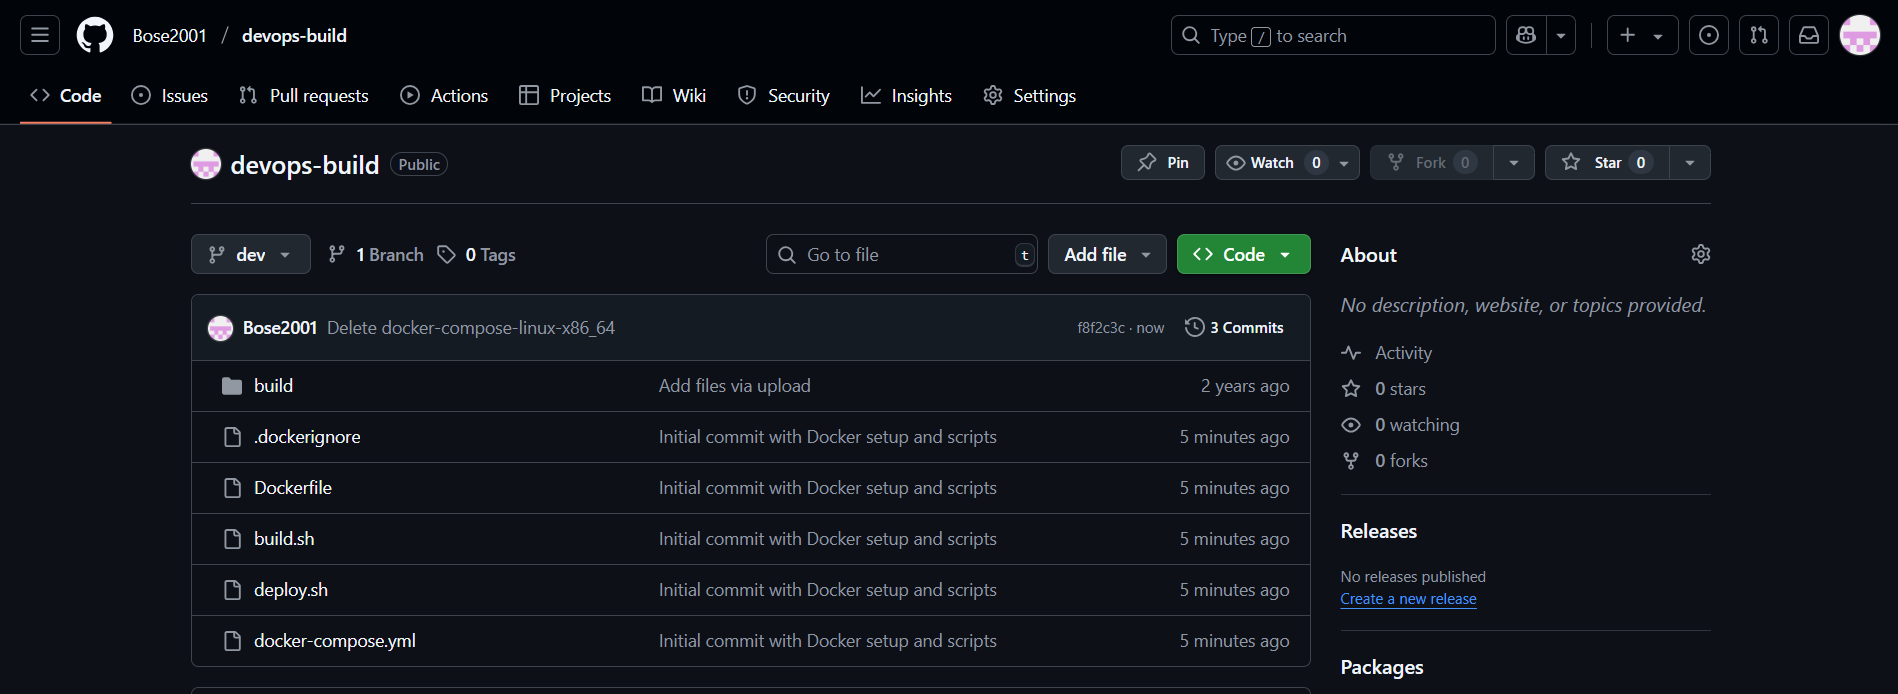 Bose2001 / devops-build
Type / to search
Code
Issues
Pull requests
Actions
Projects
Wiki
Security
Insights
Settings
devops-build Public
Pin
Watch 0
Fork 0
Star 0
dev
1 Branch
0 Tags
Go to file
t
Add file
Code
Bose2001 Delete docker-compose-linux-x86_64 f8f2c3c · now 3 Commits
build Add files via upload 2 years ago
.dockerignore Initial commit with Docker setup and scripts 5 minutes ago
Dockerfile Initial commit with Docker setup and scripts 5 minutes ago
build.sh Initial commit with Docker setup and scripts 5 minutes ago
deploy.sh Initial commit with Docker setup and scripts 5 minutes ago
docker-compose.yml Initial commit with Docker setup and scripts 5 minutes ago
About
No description, website, or topics provided.
Activity
0 stars
0 watching
0 forks
Releases
No releases published
Create a new release
Packages